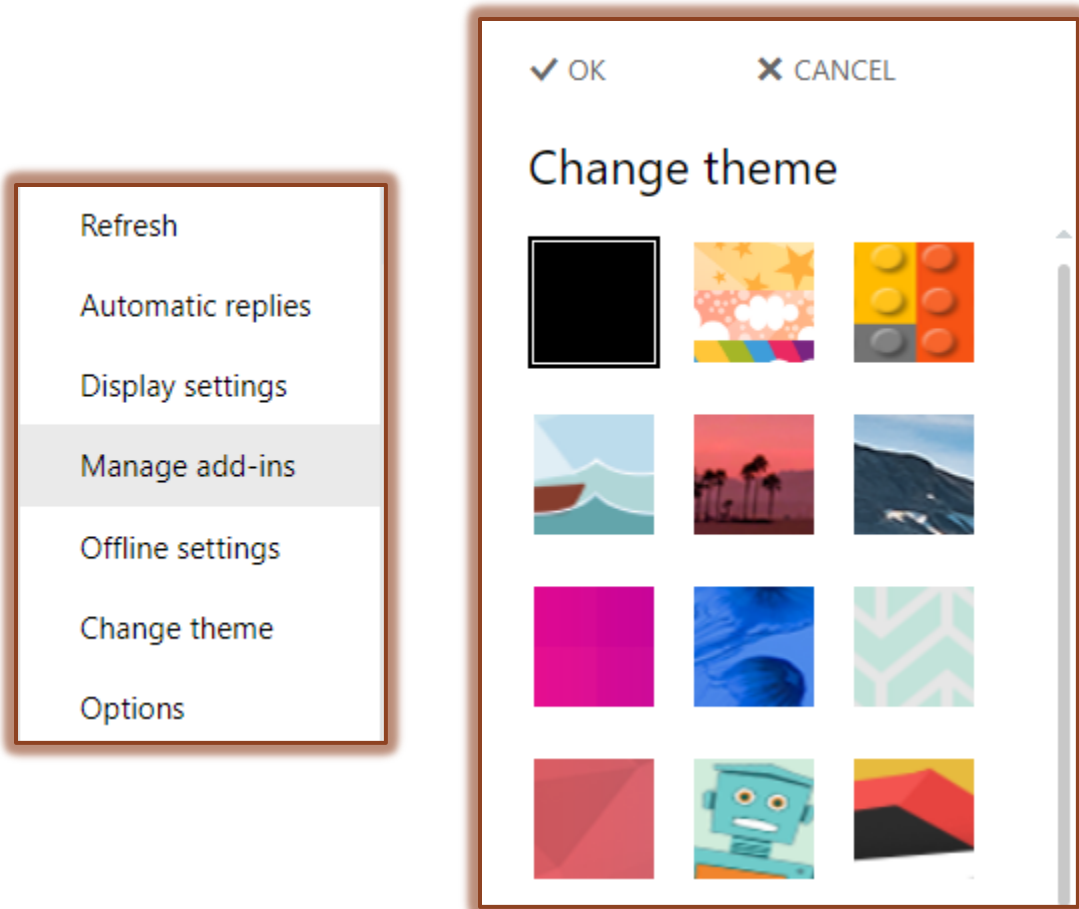 Refresh
Automatic replies
Display settings
Manage add-ins
Offline settings
Change theme
Options
OK
CANCEL
Change theme